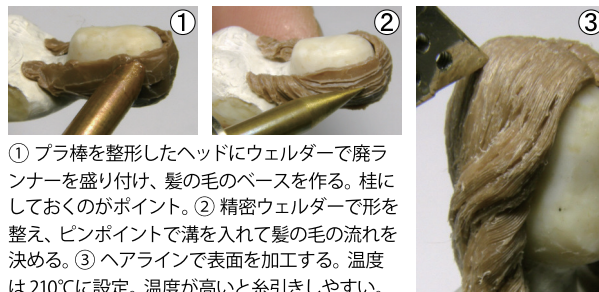 ①
②
③
① プラ棒を整形したヘッドにウェルダーで廃ラ
ンナーを盛り付け、髪の毛のベースを作る。桂に
しておくのがポイント。② 精密ウェルダーで形を
整え、ピンポイントで溝を入れて髪の毛の流れを
決める。③ ヘアラインで表面を加工する。温度
は210℃に設定。温度が高いと糸引きしやすい。